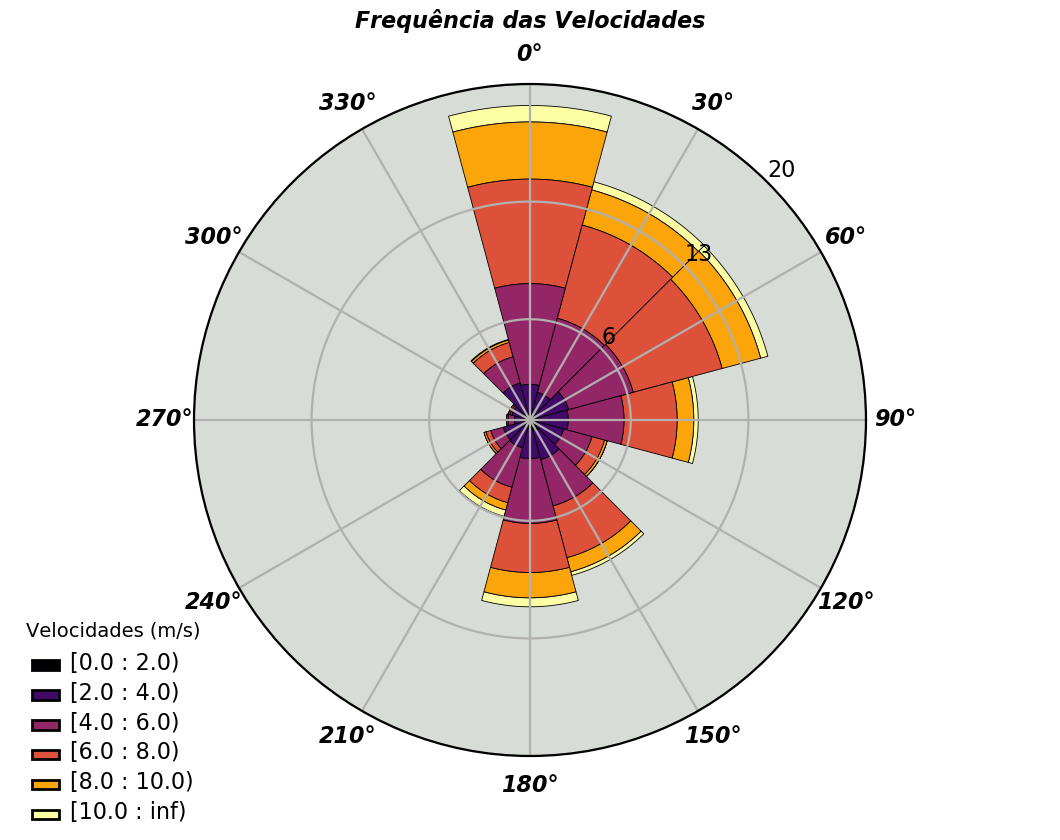 Frequência das Velocidades
0°
330°
30°
20
300°
60°
13
6
270°
90°
240°
120°
210°
150°
180°
Velocidades (m/s)
[0.0 : 2.0)
[2.0 : 4.0)
[4.0 : 6.0)
[6.0 : 8.0)
[8.0 : 10.0)
[10.0 : inf)